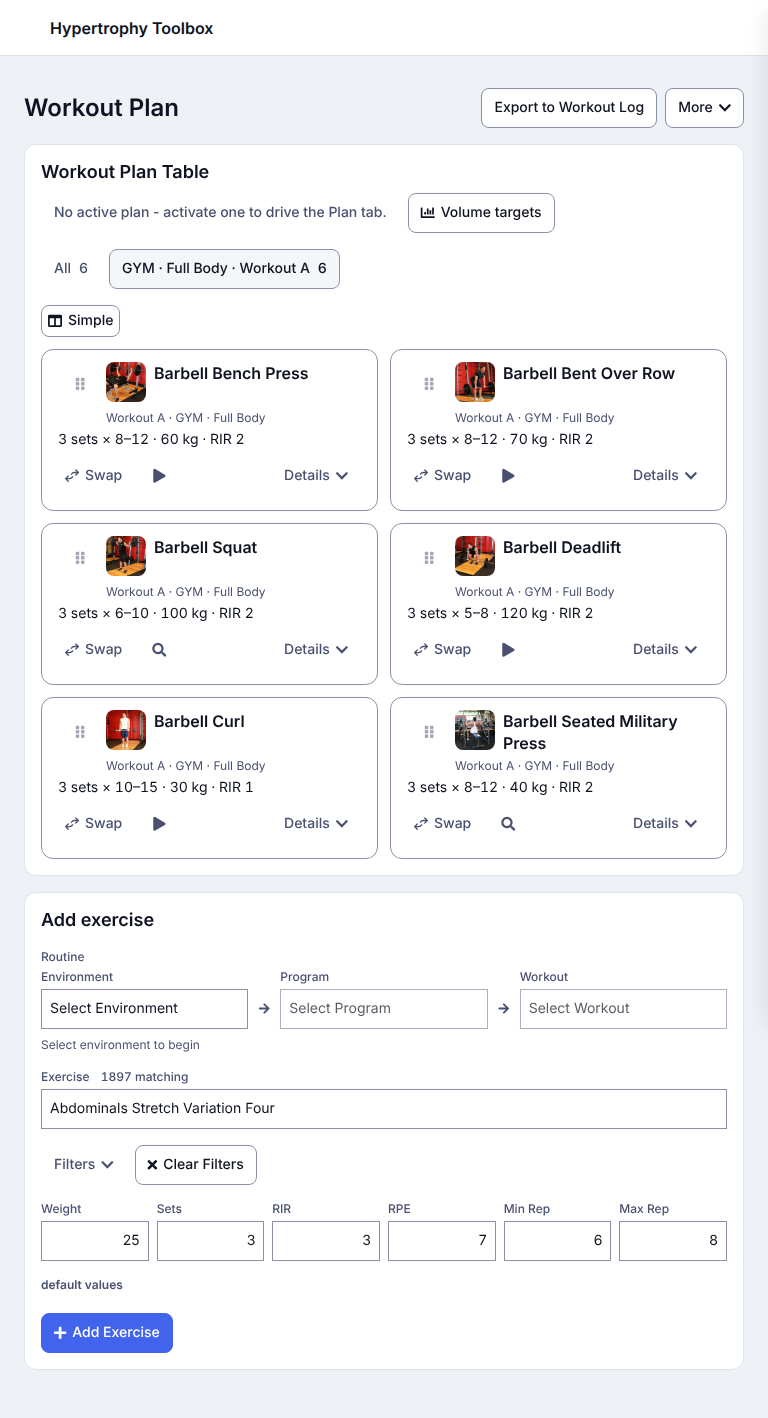 Hypertrophy Toolbox
Workout Plan
Export to Workout Log
More
Workout Plan Table
No active plan - activate one to drive the Plan tab.
Volume targets
All 6
GYM · Full Body · Workout A 6
Simple
Barbell Bench Press
Workout A · GYM · Full Body
3 sets × 8–12 · 60 kg · RIR 2
Swap
Details
Barbell Bent Over Row
Workout A · GYM · Full Body
3 sets × 8–12 · 70 kg · RIR 2
Swap
Details
Barbell Squat
Workout A · GYM · Full Body
3 sets × 6–10 · 100 kg · RIR 2
Swap
Details
Barbell Deadlift
Workout A · GYM · Full Body
3 sets × 5–8 · 120 kg · RIR 2
Swap
Details
Barbell Curl
Workout A · GYM · Full Body
3 sets × 10–15 · 30 kg · RIR 1
Swap
Details
Barbell Seated Military
Press
Workout A · GYM · Full Body
3 sets × 8–12 · 40 kg · RIR 2
Swap
Details
Add exercise
Routine
Environment
Select Environment
Program
Select Program
Workout
Select Workout
Select environment to begin
Exercise 1897 matching
Abdominals Stretch Variation Four
Filters
Clear Filters
Weight
25
Sets
3
RIR
3
RPE
7
Min Rep
6
Max Rep
8
default values
Add Exercise